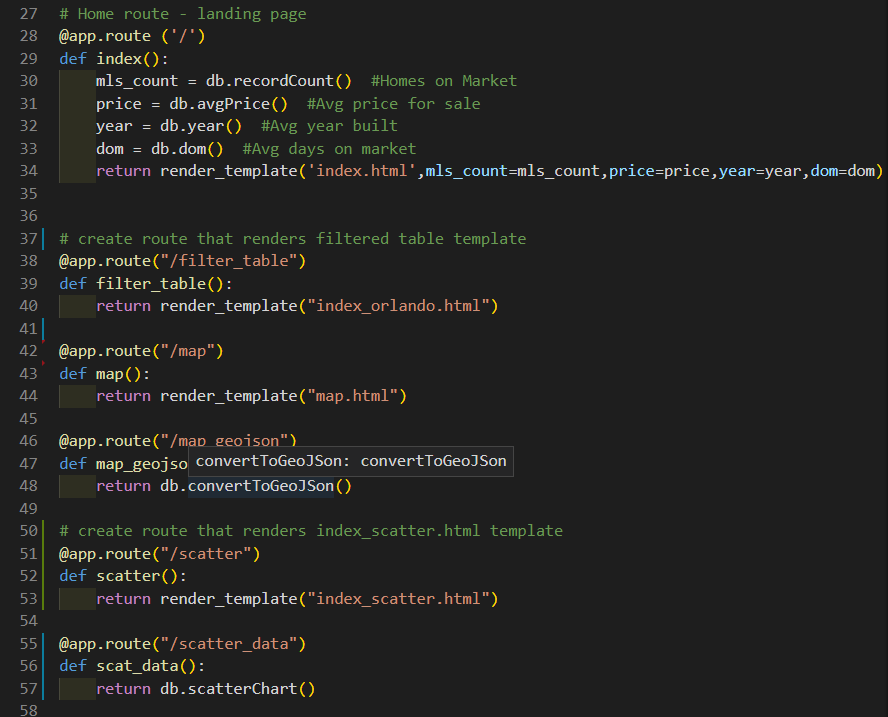 27 # Home route - landing page
28 @app.route ('/')
29 def index():
30     mls_count = db.recordCount()  #Homes on Market
31     price = db.avgPrice()  #Avg price for sale
32     year = db.year()  #Avg year built
33     dom = db.dom()  #Avg days on market
34     return render_template('index.html',mls_count=mls_count,price=price,year=year,dom=dom)
35
36
37 # create route that renders filtered table template
38 @app.route("/filter_table")
39 def filter_table():
40     return render_template("index_orlando.html")
41
42 @app.route("/map")
43 def map():
44     return render_template("map.html")
45
46 @app.route("/map_geojson")
47 def map_geojso
convertToGeoJSon: convertToGeoJSon
48     return db.convertToGeoJSon()
49
50 # create route that renders index_scatter.html template
51 @app.route("/scatter")
52 def scatter():
53     return render_template("index_scatter.html")
54
55 @app.route("/scatter_data")
56 def scat_data():
57     return db.scatterChart()
58